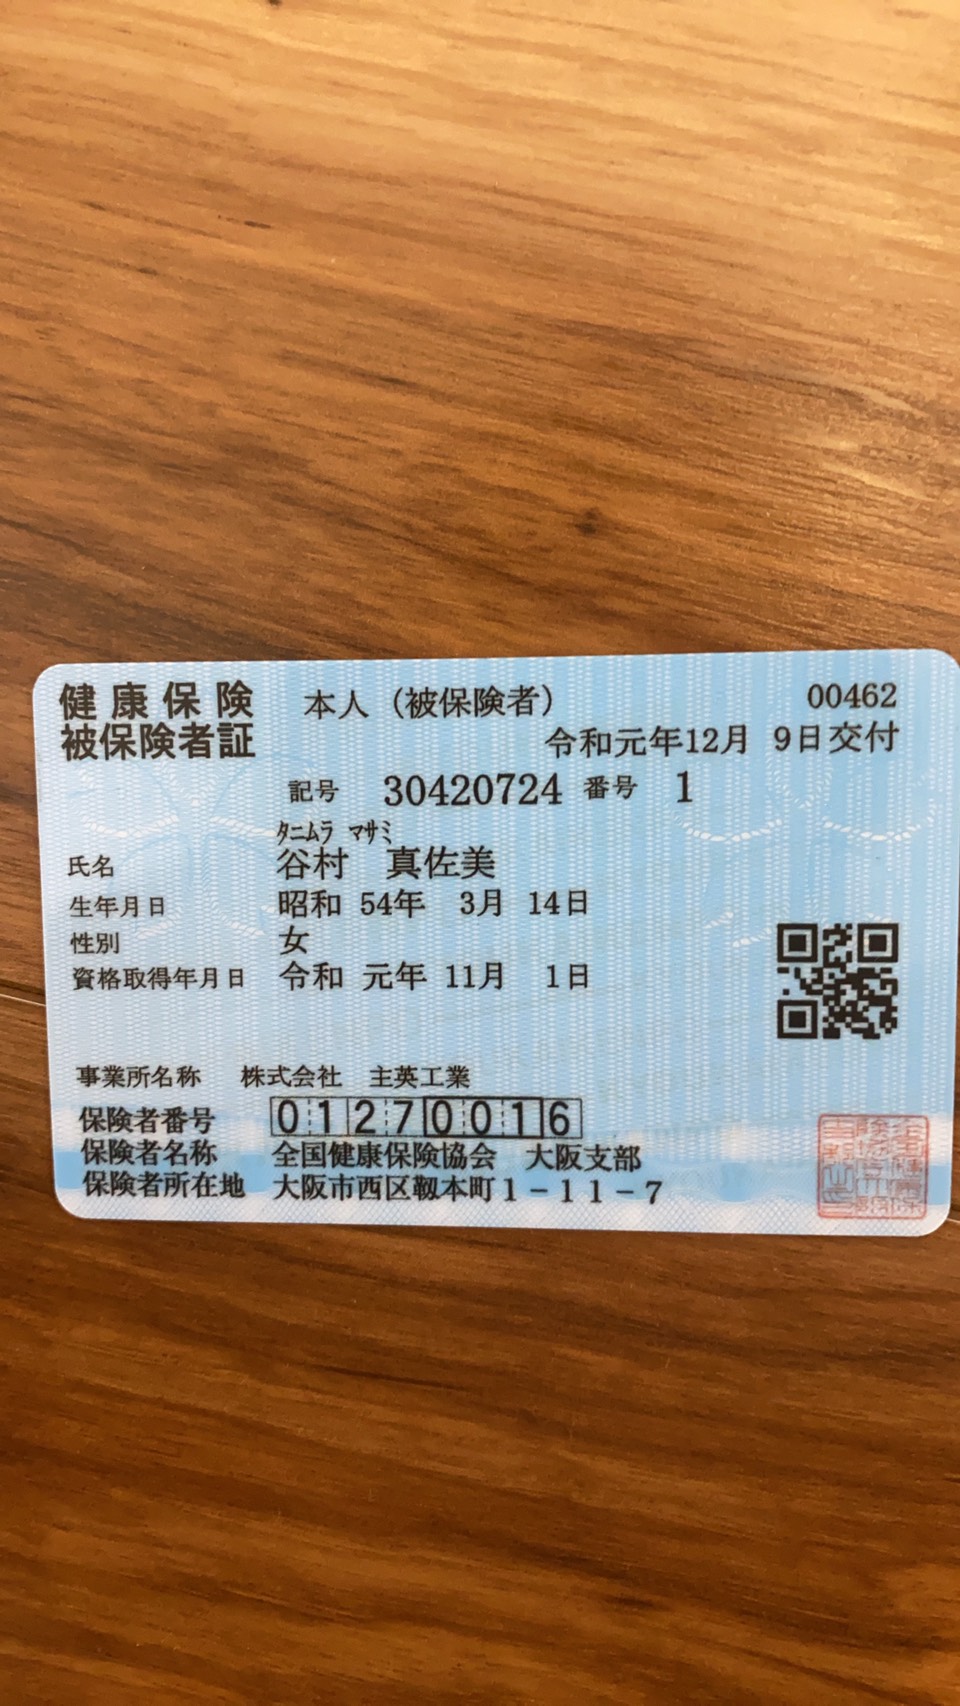 健康保険 本人（被保険者） 00462
被保険者証 令和元年12月 9日交付
記号 30420724 番号 1
ﾀﾆﾑﾗ ﾏｻﾐ
氏名 谷村 真佐美
生年月日 昭和 54年 3月 14日
性別 女
資格取得年月日 令和 元年 11月 1日
事業所名称 株式会社 主英工業
保険者番号 01270016
保険者名称 全国健康保険協会 大阪支部
保険者所在地 大阪市西区靱本町１－１１－７